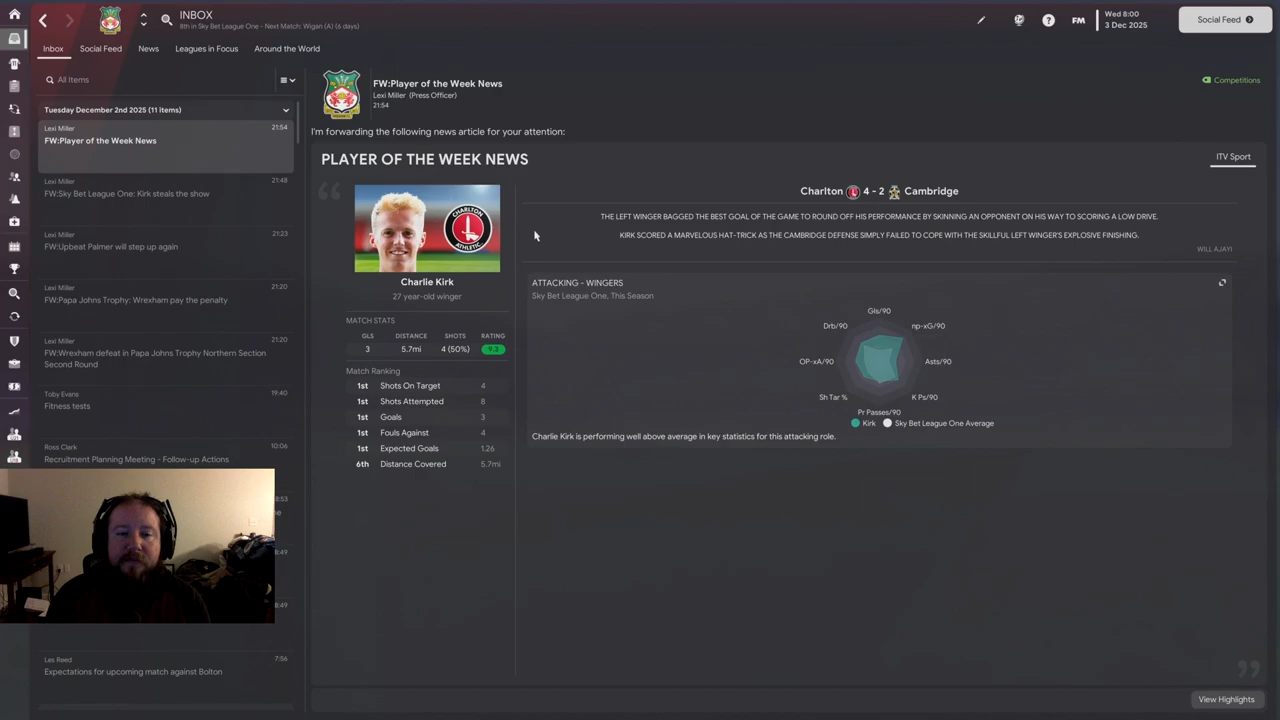 INBOX
8th in Sky Bet League One - Next Match: Wigan (A) (6 days)
FM
Wed 8:00
3 Dec 2025
Social Feed
Inbox
Social Feed
News
Leagues in Focus
Around the World
All Items
Tuesday December 2nd 2025 (11 Items)
Lexi Miller
21:54
FW:Player of the Week News
Lexi Miller
21:48
FW:Sky Bet League One: Kirk steals the show
Lexi Miller
21:23
FW:Upbeat Palmer will step up again
Lexi Miller
21:20
FW:Papa Johns Trophy: Wrexham pay the penalty
Lexi Miller
21:20
FW:Wrexham defeat in Papa Johns Trophy Northern Section
Second Round
Toby Evans
19:40
Fitness tests
Ross Clark
10:06
Recruitment Planning Meeting - Follow-up Actions
8:53
8:49
8:49
Les Reed
7:56
Expectations for upcoming match against Bolton
FW:Player of the Week News
Lexi Miller (Press Officer)
21:54
Competitions
I'm forwarding the following news article for your attention:
PLAYER OF THE WEEK NEWS
ITV Sport
CHARLTON
ATHLETIC
Charlie Kirk
27 year-old winger
MATCH STATS
GLS DISTANCE SHOTS RATING
3 5.7mi 4 (50%) 9.3
Match Ranking
1st Shots On Target 4
1st Shots Attempted 8
1st Goals 3
1st Fouls Against 4
1st Expected Goals 1.26
6th Distance Covered 5.7mi
Charlton 4 - 2 Cambridge
THE LEFT WINGER BAGGED THE BEST GOAL OF THE GAME TO ROUND OFF HIS PERFORMANCE BY SKINNING AN OPPONENT ON HIS WAY TO SCORING A LOW DRIVE.
KIRK SCORED A MARVELOUS HAT-TRICK AS THE CAMBRIDGE DEFENSE SIMPLY FAILED TO COPE WITH THE SKILLFUL LEFT WINGER'S EXPLOSIVE FINISHING.
WILL AJAYI
ATTACKING - WINGERS
Sky Bet League One, This Season
Gls/90
Drb/90
np-xG/90
OP-xA/90
Asts/90
Sh Tar %
K Ps/90
Pr Passes/90
Kirk
Sky Bet League One Average
Charlie Kirk is performing well above average in key statistics for this attacking role.
View Highlights